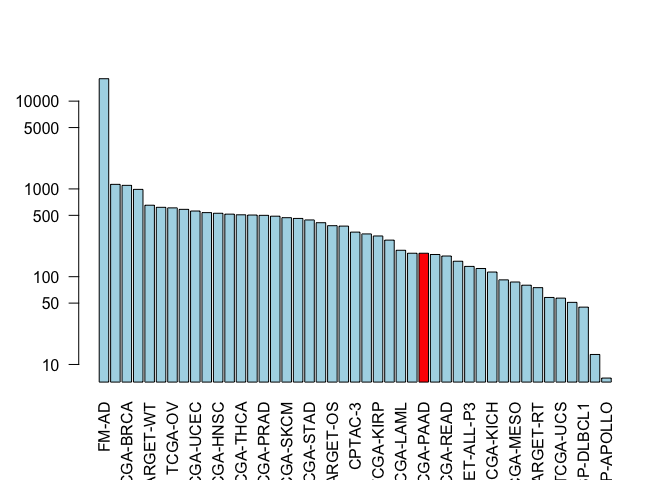 10000
5000
1000
500
100
50
10
FM-AD
CGA-BRCA
ARGET-WT
TCGA-OV
CGA-UCEC
CGA-HNSC
CGA-THCA
CGA-PRAD
CGA-SKCM
CGA-STAD
ARGET-OS
CPTAC-3
CGA-KIRP
CGA-LAML
CGA-PAAD
CGA-READ
ET-ALL-P3
CGA-KICH
CGA-MESO
ARGET-RT
TCGA-UCS
P-DLBCL1
P-APOLLO